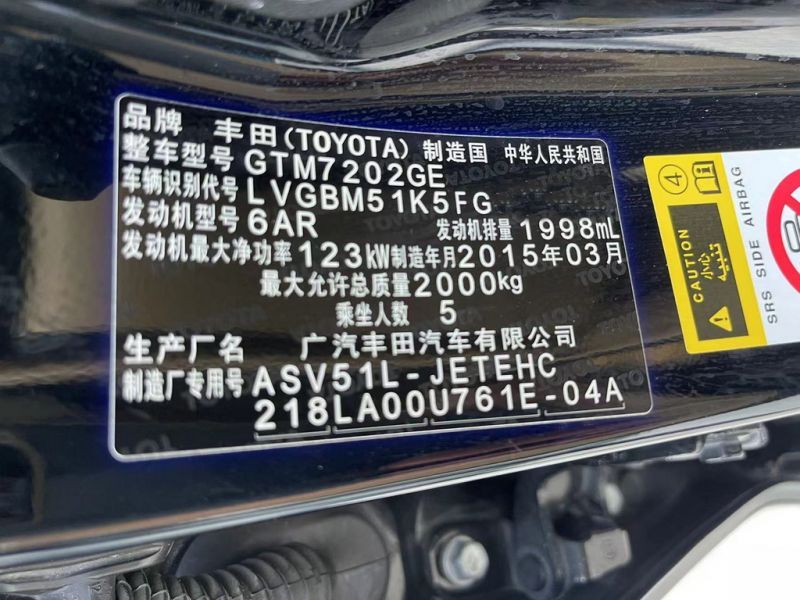 品牌 丰田(TOYOTA) 制造国 中华人民共和国
整车型号 GTM7202GE
车辆识别代号 LVGBM51K5FG
发动机型号 6AR 发动机排量 1998mL
发动机最大净功率 123kW 制造年月 2015年03月
最大允许总质量 2000kg
乘坐人数 5
生产厂名 广汽丰田汽车有限公司
制造厂专用号 ASV51L-JETEHC
218LA00U761E-04A
④
CAUTION
小心
تنبيه
SRS SIDE AIRBAG